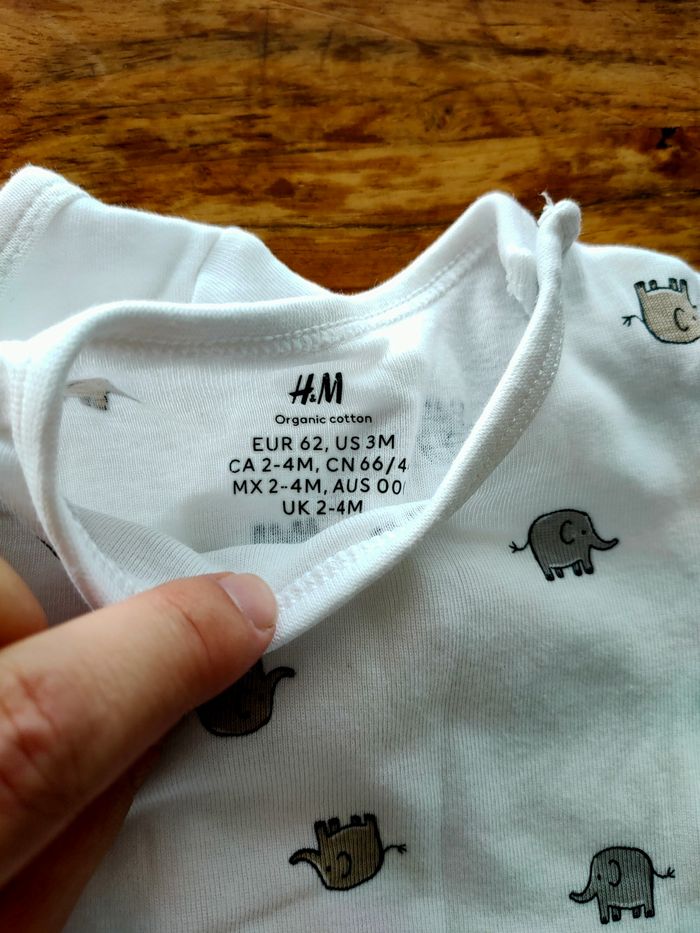 H&M
Organic cotton
EUR 62, US 3M
CA 2-4M, CN 66/4
MX 2-4M, AUS 00
UK 2-4M